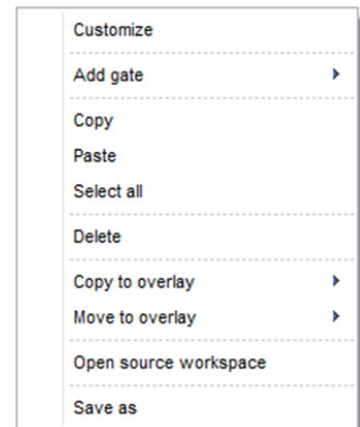 Customize
Add gate
Copy
Paste
Select all
Delete
Copy to overlay
Move to overlay
Open source workspace
Save as